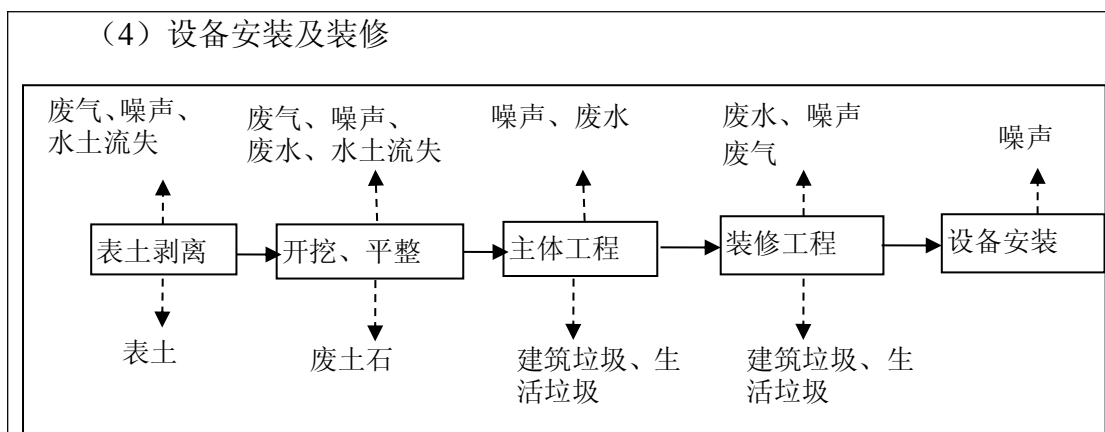 （4）设备安装及装修
废气、噪声、
水土流失
废气、噪声、
废水、水土流失
噪声、废水
废水、噪声
废气
噪声
表土剥离
开挖、平整
主体工程
装修工程
设备安装
表土
废土石
建筑垃圾、生
活垃圾
建筑垃圾、生
活垃圾